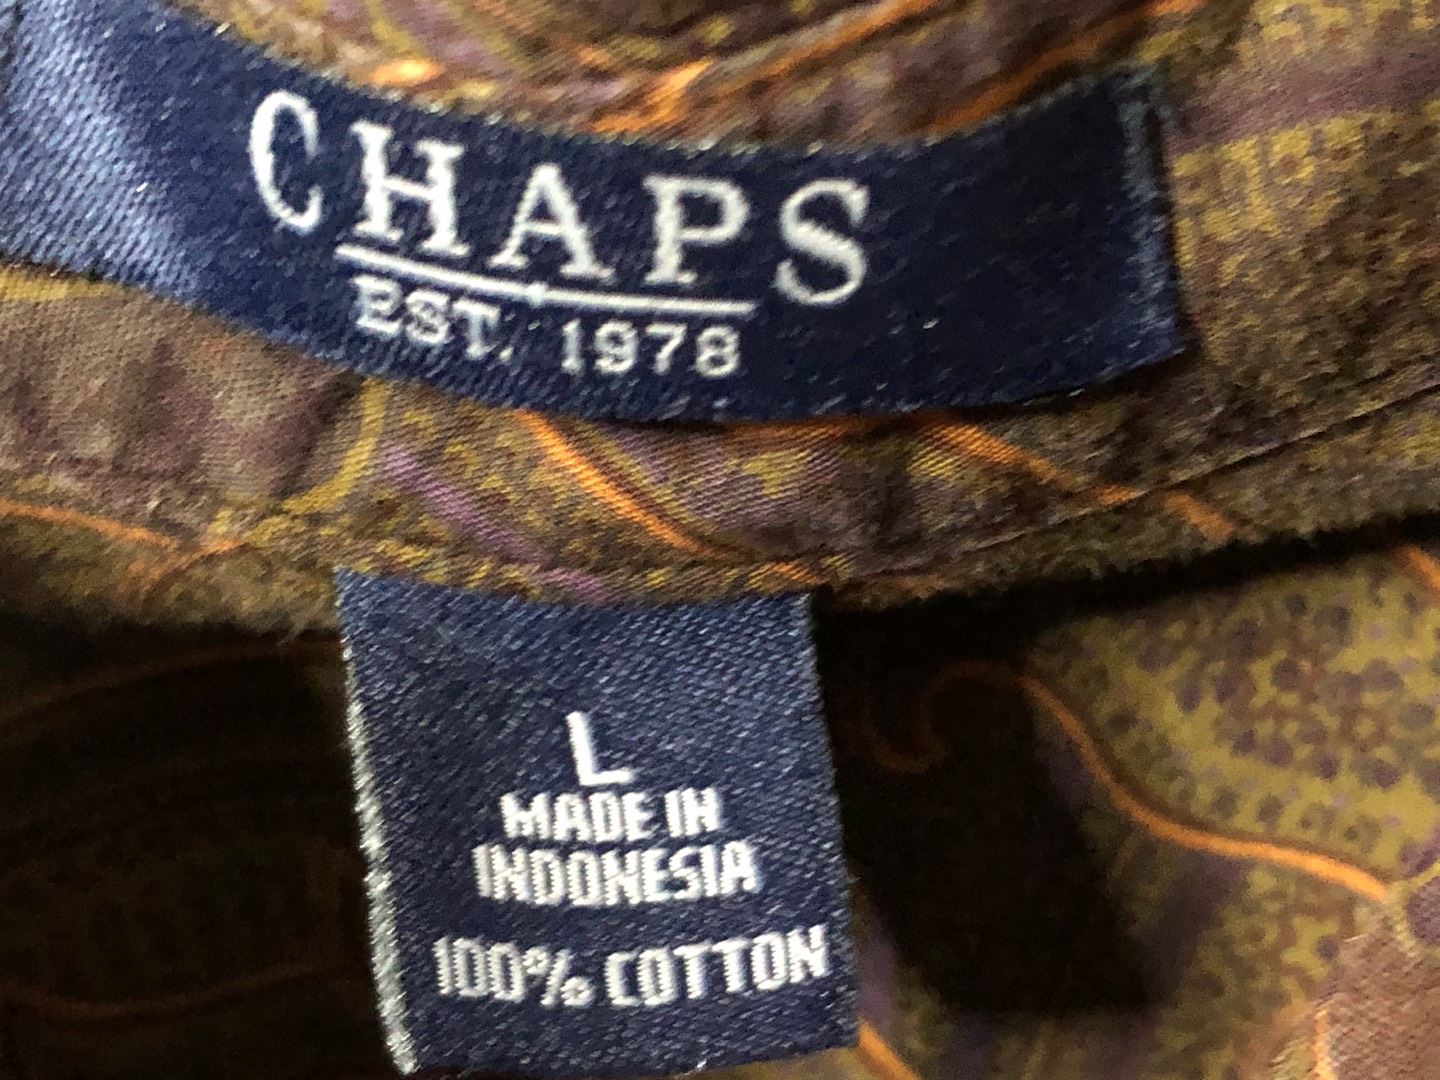 CHAPS
EST. 1978
L
MADE IN
INDONESIA
100% COTTON